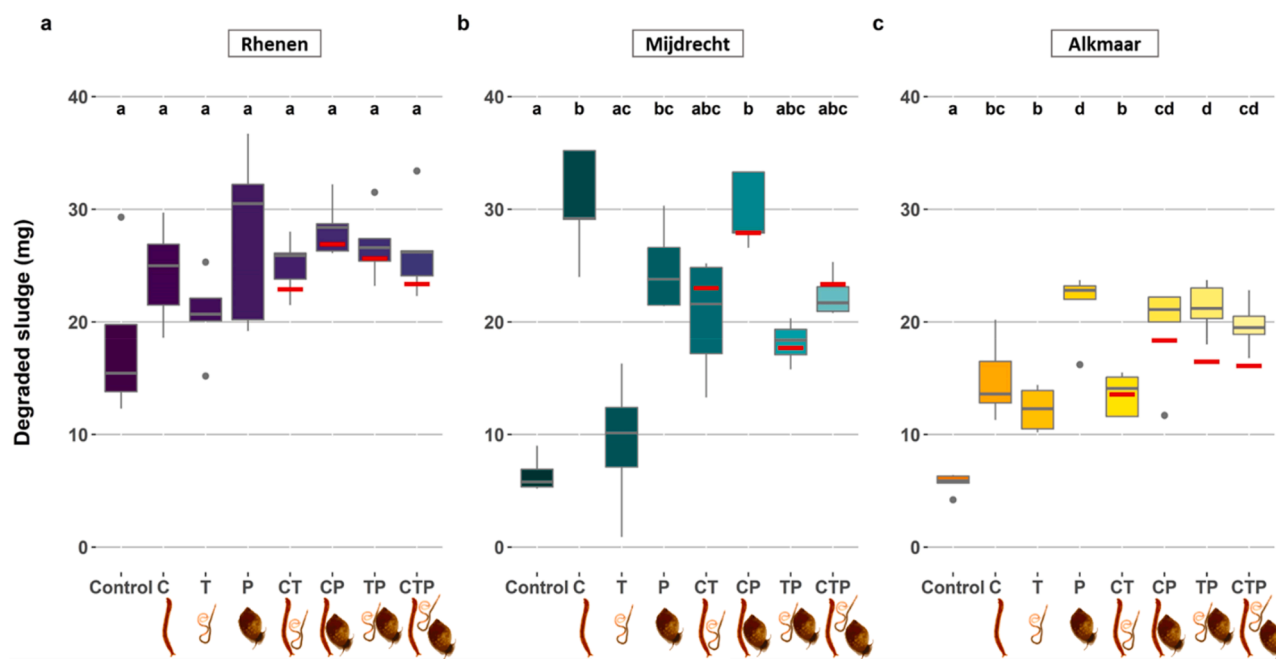 a
Rhenen
b
Mijdrecht
c
Alkmaar
Degraded sludge (mg)
40
a a a a a a a a
30
20
10
0
Control C T P CT CP TP CTP
40
a b ac bc abc b abc abc
30
20
10
0
Control C T P CT CP TP CTP
40
a bc b d b cd d cd
30
20
10
0
Control C T P CT CP TP CTP